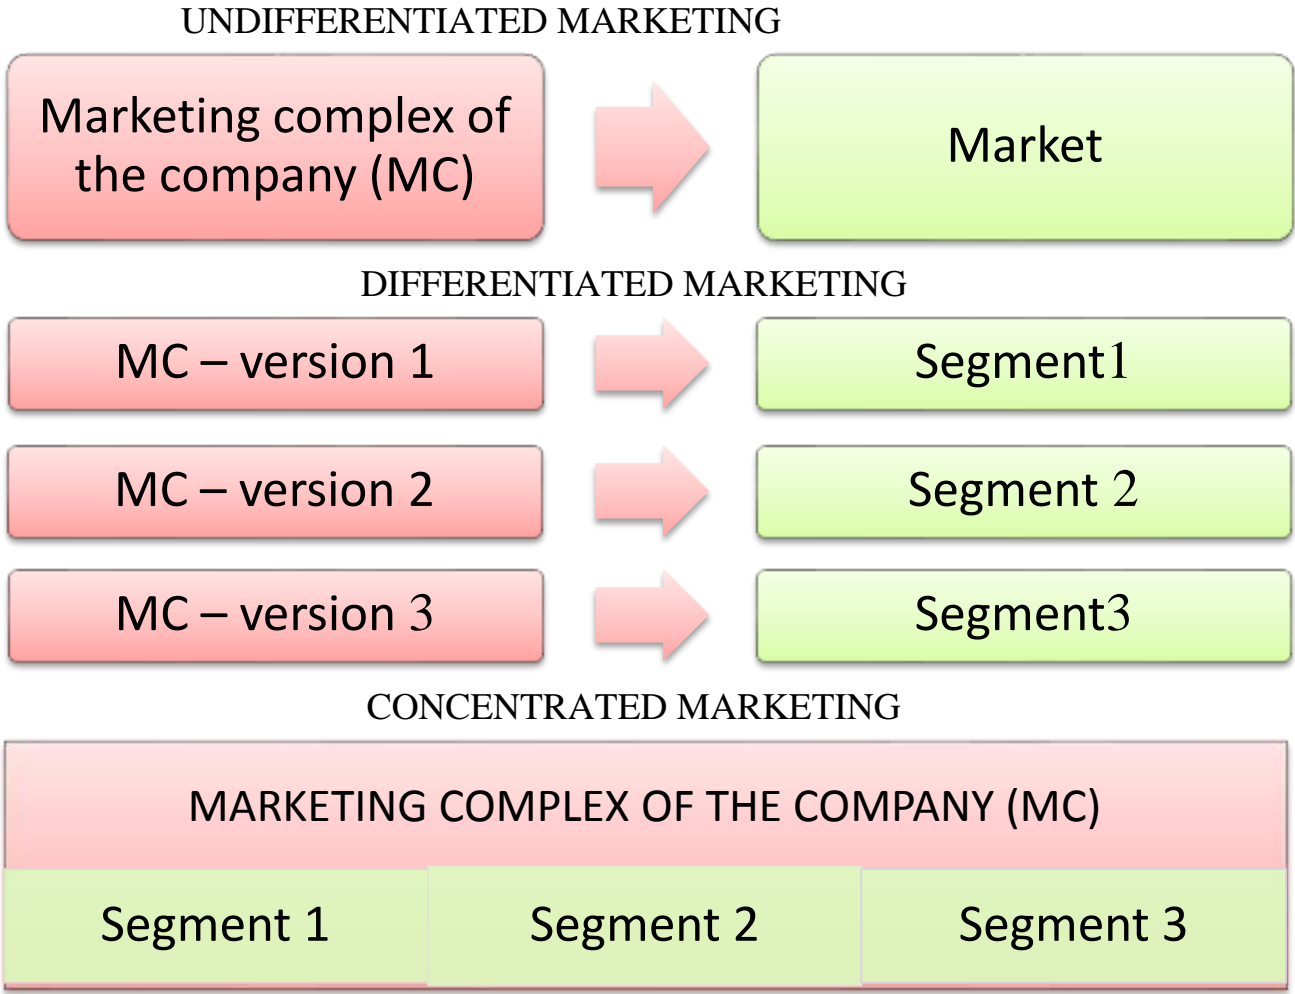 UNDIFFERENTIATED MARKETING
Marketing complex of
the company (MC)
Market
DIFFERENTIATED MARKETING
MC – version 1
Segment1
MC – version 2
Segment 2
MC – version 3
Segment3
CONCENTRATED MARKETING
MARKETING COMPLEX OF THE COMPANY (MC)
Segment 1
Segment 2
Segment 3